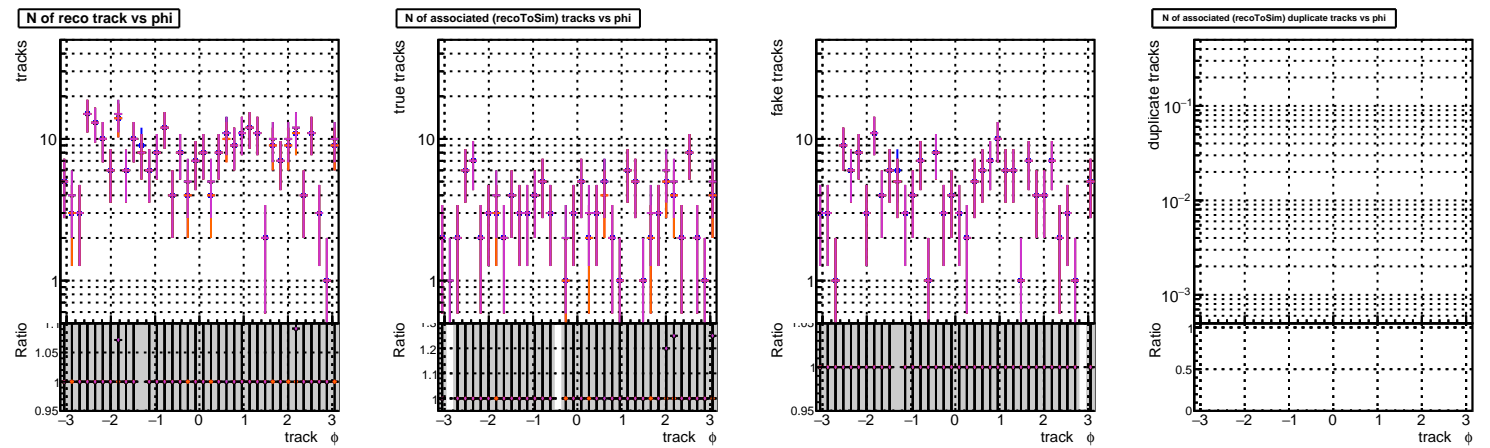 N of reco track vs phi
tracks
10
1
Ratio
1.1
1.05
1
0.95
−3 −2 −1 0 1 2 3
track ϕ
N of associated (recoToSim) tracks vs phi
true tracks
10
1
Ratio
1.3
1.2
1.1
1
−3 −2 −1 0 1 2 3
track ϕ
fake tracks
10
1
Ratio
1.05
1
0.95
−3 −2 −1 0 1 2 3
track ϕ
N of associated (recoToSim) duplicate tracks vs phi
duplicate tracks
10−1
10−2
10−3
Ratio
1
0.5
0
−3 −2 −1 0 1 2 3
track ϕ